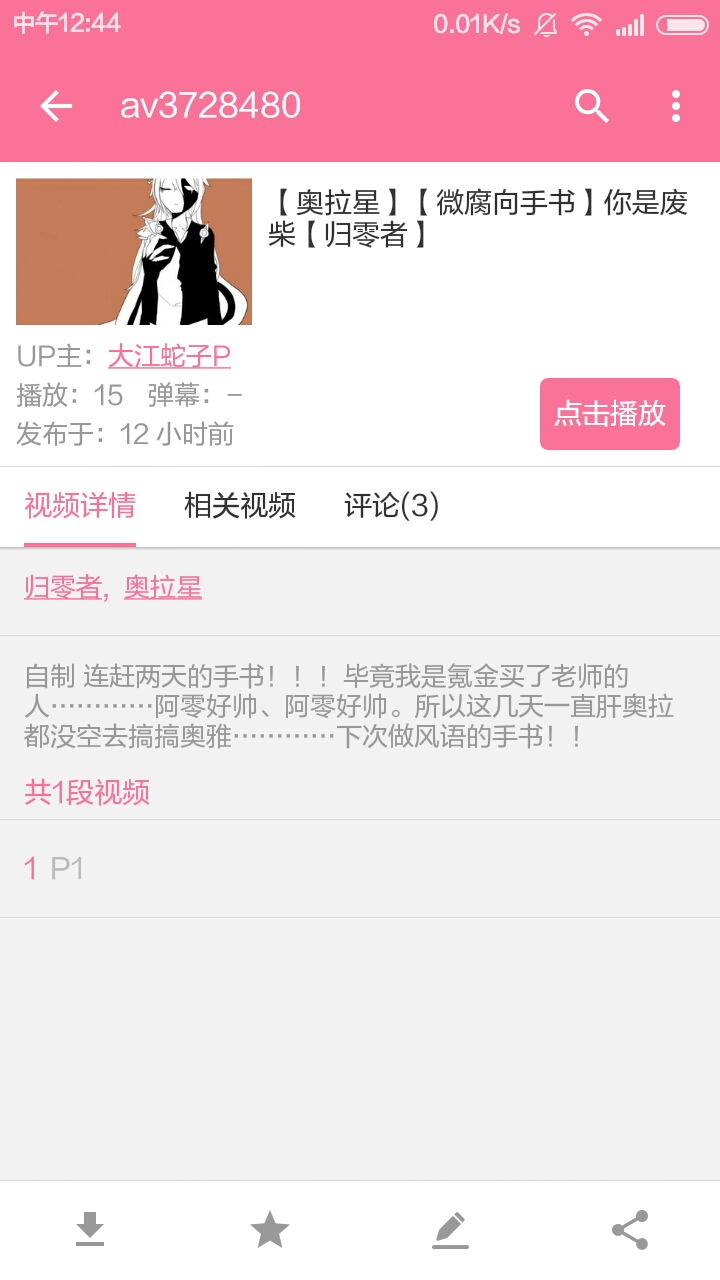 中午12:44 0.01K/s
av3728480
【奥拉星】【微腐向手书】你是废
柴【归零者】
UP主：大江蛇子P
播放：15 弹幕：-
发布于：12 小时前
点击播放
视频详情 相关视频 评论(3)
归零者, 奥拉星
自制 连赶两天的手书！！！毕竟我是氪金买了老师的
人…………阿零好帅、阿零好帅。所以这几天一直肝奥拉
都没空去搞搞奥雅…………下次做风语的手书！！
共1段视频
1 P1